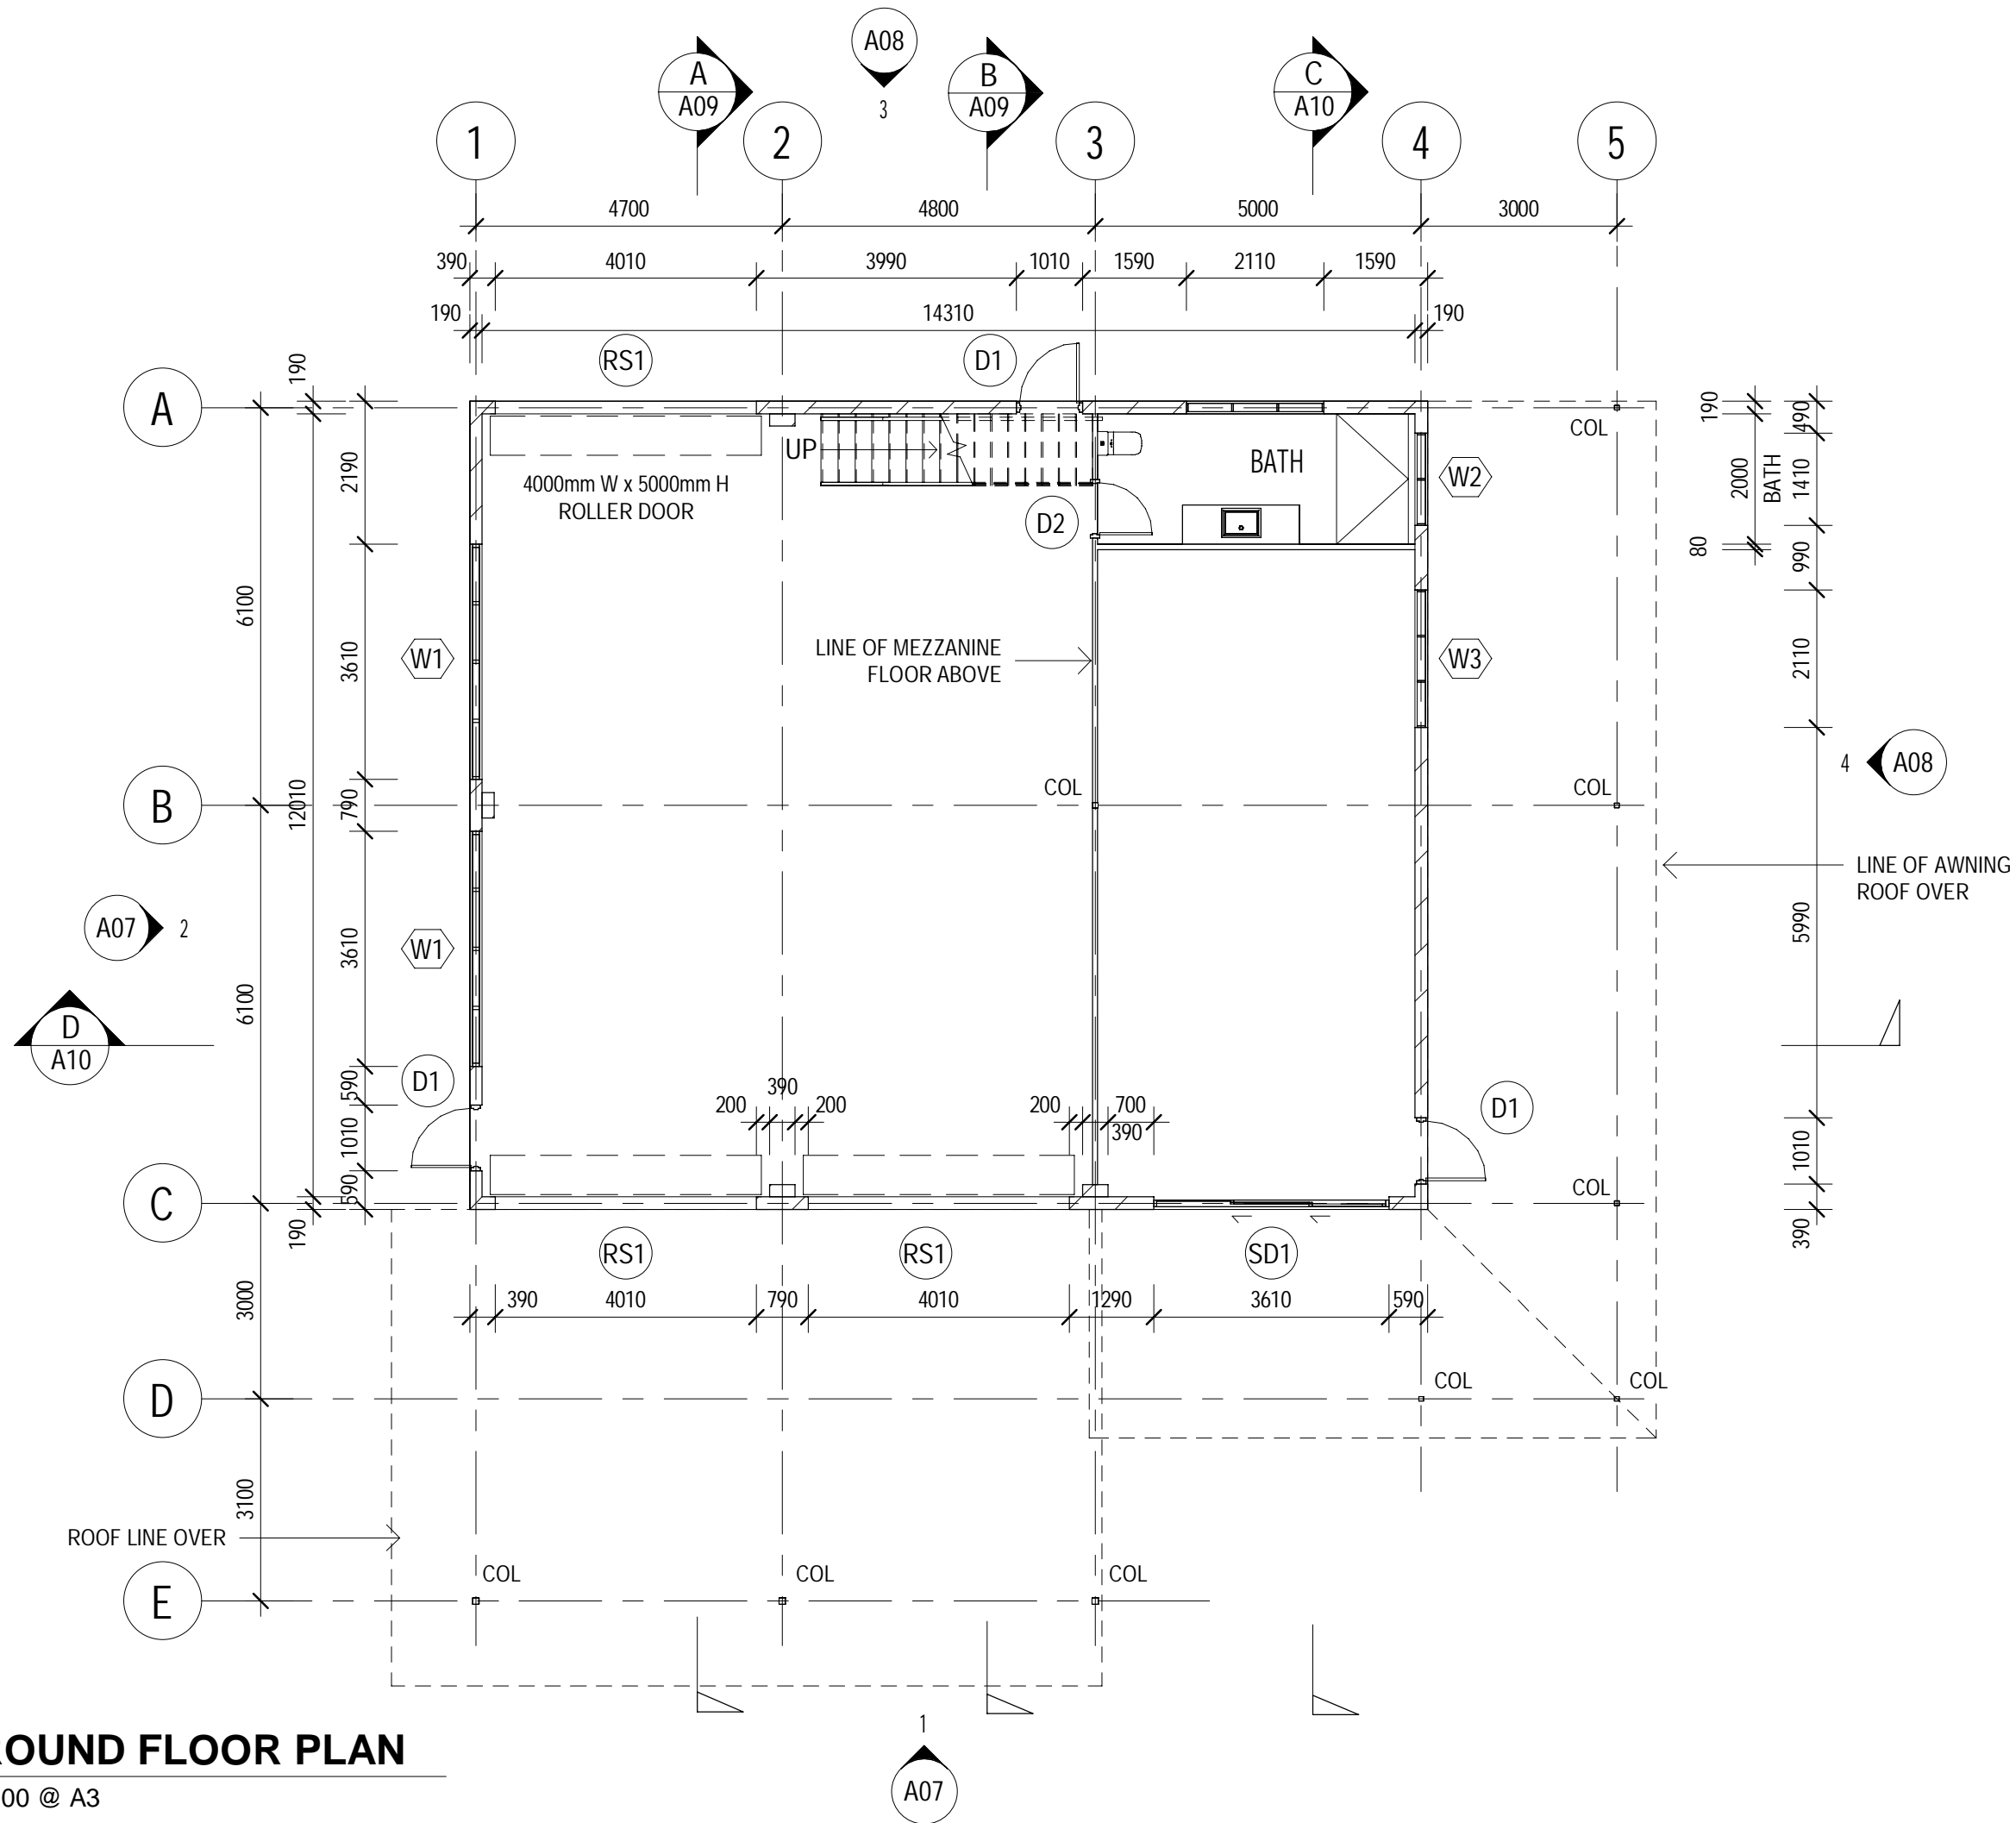 A08
3
A
A09
B
A09
C
A10
1
2
3
4
5
4700
4800
5000
3000
390
4010
3990
1010
1590
2110
1590
190
14310
190
RS1
D1
A
190
2190
UP
4000mm W x 5000mm H
ROLLER DOOR
BATH
D2
COL
W2
190
490
2000
BATH
1410
80
990
6100
12010
3610
W1
LINE OF MEZZANINE
FLOOR ABOVE
W3
2110
B
790
COL
COL
4
A08
LINE OF AWNING
ROOF OVER
A07
2
W1
3610
5990
6100
D
A10
D1
590
390
200
200
200
700
390
D1
1010
1010
590
C
190
COL
390
RS1
RS1
SD1
390
4010
790
4010
1290
3610
590
3000
D
COL
COL
3100
ROOF LINE OVER
E
COL
COL
COL
1
A07
ROUND FLOOR PLAN
00 @ A3